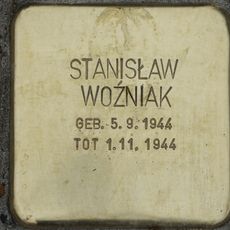 STANISŁAW
WOŹNIAK
GEB. 5. 9. 1944
TOT 1. 11. 1944